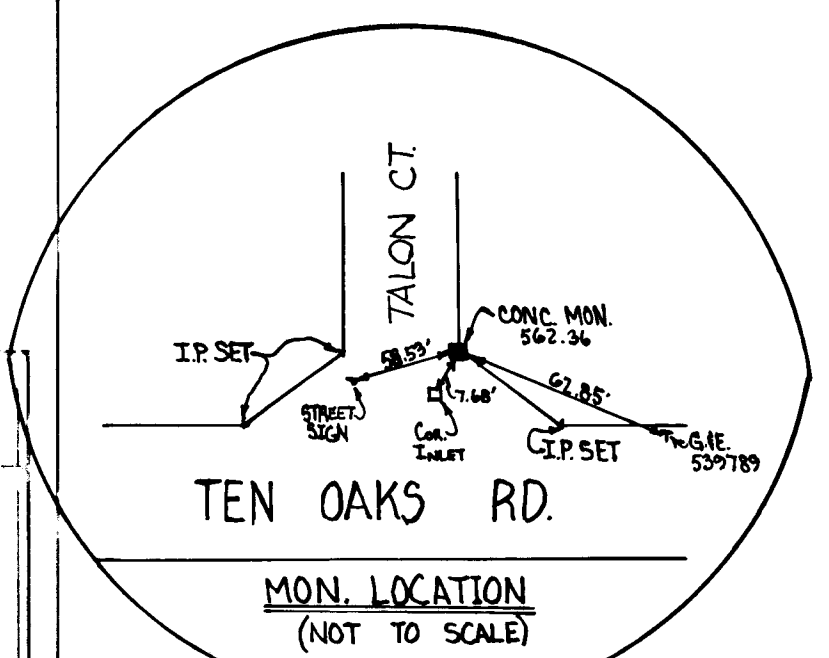 TALON CT.
CONC. MON.
562.36
I.P. SET
58.53'
62.85'
7.68'
STREET
SIGN
COR.
INLET
I.P. SET
G.&E.
539789
TEN OAKS RD.
MON. LOCATION
(NOT TO SCALE)